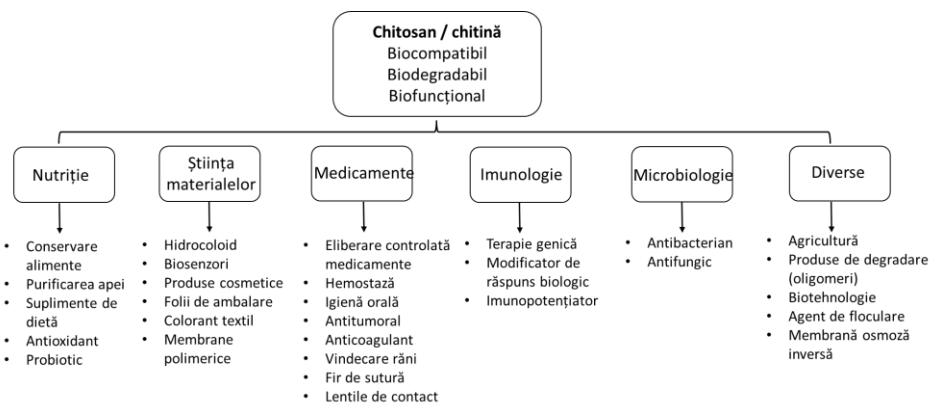 Chitosan / chitină
Biocompatibil
Biodegradabil
Biofuncțional
Nutriție
Știința
materialelor
Medicamente
Imunologie
Microbiologie
Diverse
• Conservare
alimente
• Purificarea apei
• Suplimente de
dietă
• Antioxidant
• Probiotic
• Hidrocoloid
• Biosenzori
• Produse cosmetice
• Folii de ambalare
• Colorant textil
• Membrane
polimerice
• Eliberare controlată
medicamente
• Hemostază
• Igienă orală
• Antitumoral
• Anticoagulant
• Vindecare răni
• Fir de sutură
• Lentile de contact
• Terapie genică
• Modificator de
răspuns biologic
• Imunopotențiator
• Antibacterian
• Antifungic
• Agricultură
• Produse de degradare
(oligomeri)
• Biotehnologie
• Agent de floculare
• Membrană osmoză
inversă